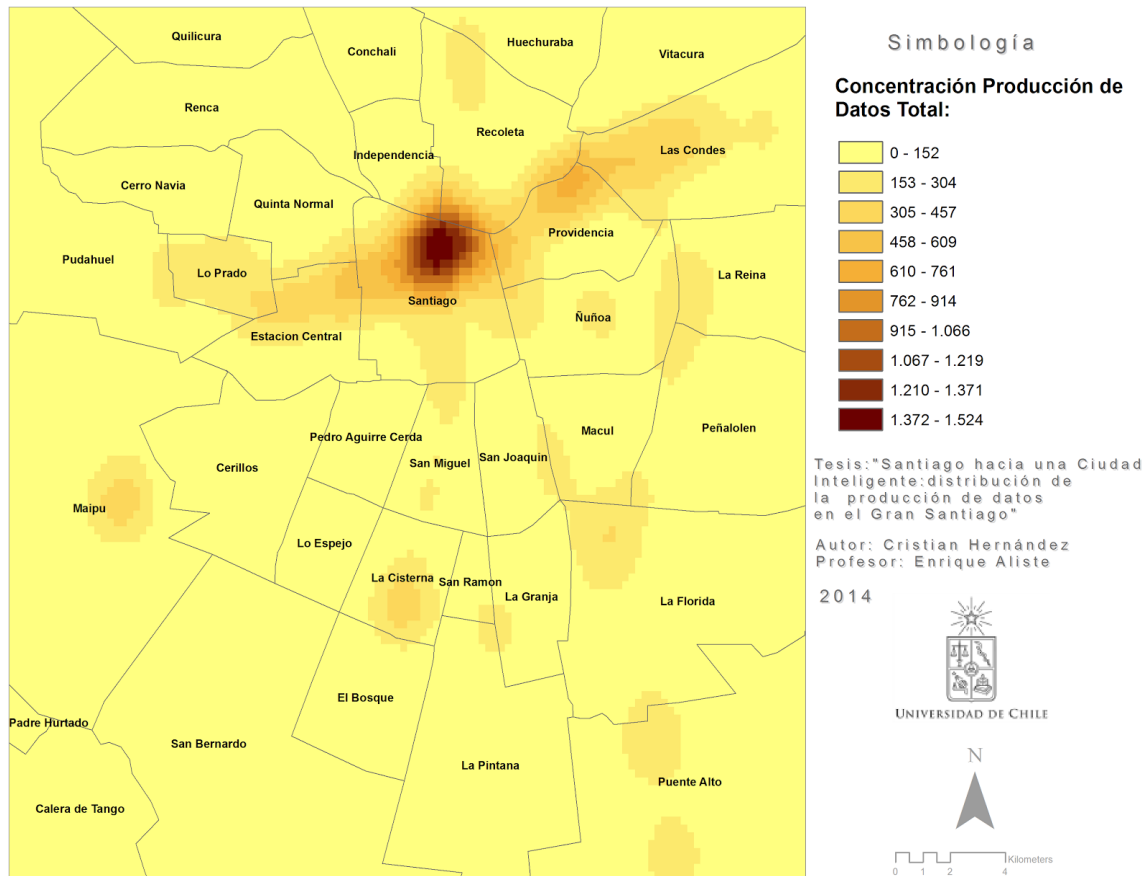 Quilicura
Conchali
Huechuraba
Vitacura
Renca
Recoleta
Independencia
Las Condes
Cerro Navia
Quinta Normal
Providencia
Pudahuel
Lo Prado
La Reina
Santiago
Ñuñoa
Estacion Central
Pedro Aguirre Cerda
Macul
Peñalolen
Cerillos
San Miguel
San Joaquin
Maipu
Lo Espejo
La Cisterna
San Ramon
La Granja
La Florida
El Bosque
Padre Hurtado
San Bernardo
La Pintana
Puente Alto
Calera de Tango
Simbología
Concentración Producción de
Datos Total:
0 - 152
153 - 304
305 - 457
458 - 609
610 - 761
762 - 914
915 - 1.066
1.067 - 1.219
1.210 - 1.371
1.372 - 1.524
Tesis:"Santiago hacia una Ciudad
Inteligente:distribución de
la producción de datos
en el Gran Santiago"
Autor: Cristian Hernández
Profesor: Enrique Aliste
2014
UNIVERSIDAD DE CHILE
N
Kilometers
0 1 2 4